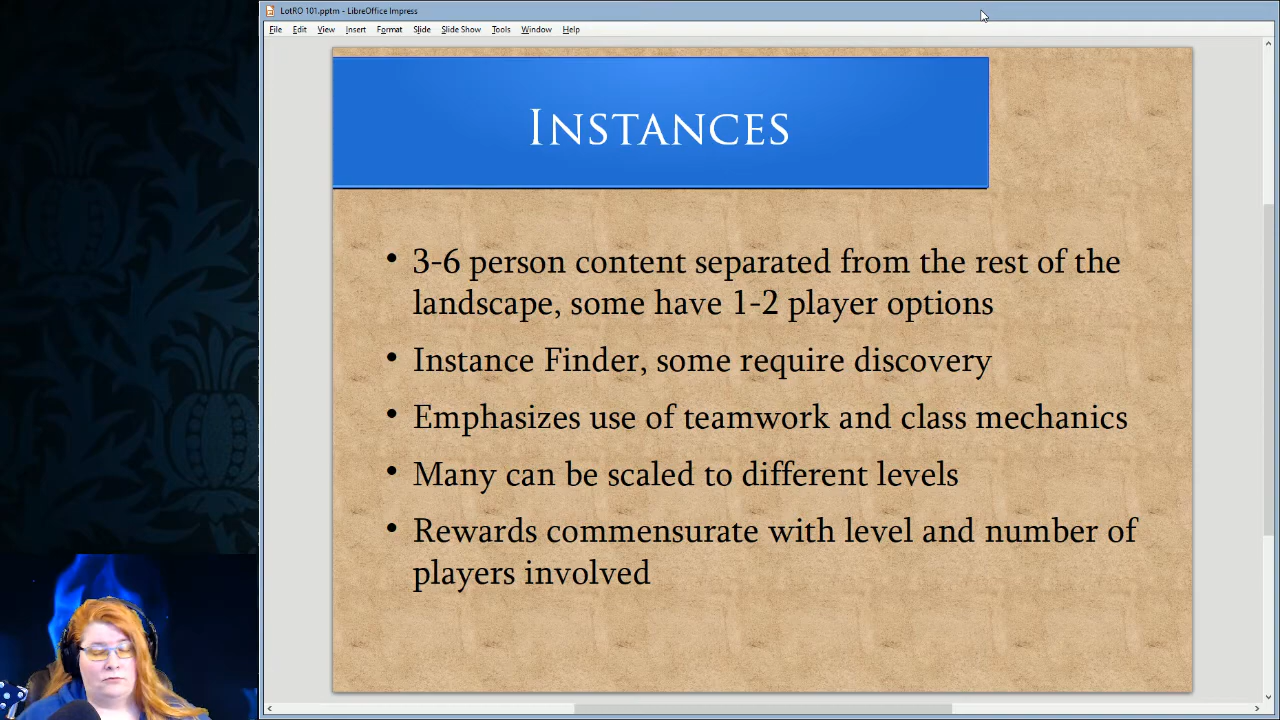 LotRO 101.pptm - LibreOffice Impress
File Edit View Insert Format Slide Slide Show Tools Window Help
Instances
• 3-6 person content separated from the rest of the
landscape, some have 1-2 player options
• Instance Finder, some require discovery
• Emphasizes use of teamwork and class mechanics
• Many can be scaled to different levels
• Rewards commensurate with level and number of
players involved